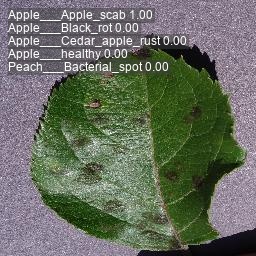 Apple___Apple_scab 1.00
Apple___Black_rot 0.00
Apple___Cedar_apple_rust 0.00
Apple___healthy 0.00
Peach___Bacterial_spot 0.00